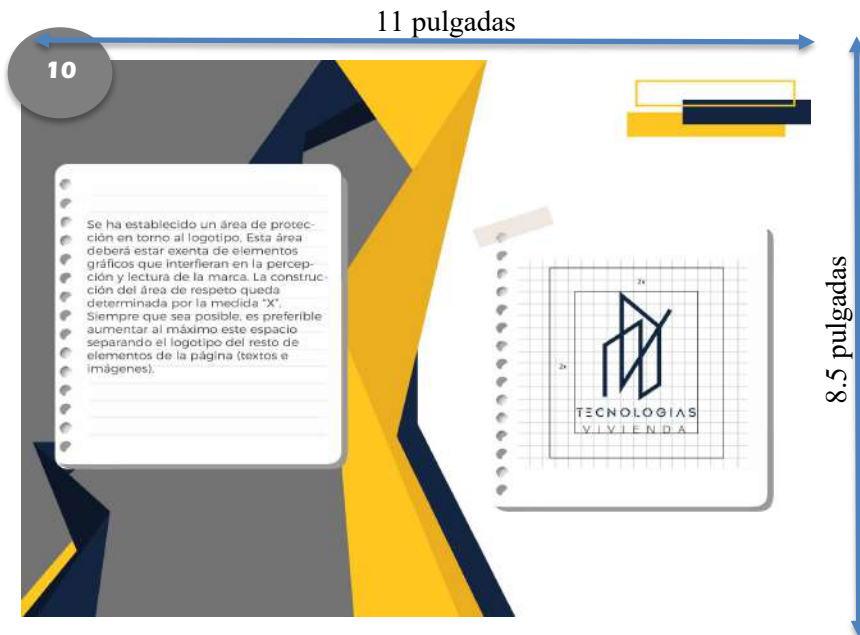 11 pulgadas
10
Se ha establecido un área de protec-
ción en torno al logotipo, Esta área
deberá estar exenta de elementos
gráficos que interfieran en la percep-
ción y lectura de la marca. La construc-
ción del área de respeto queda
determinada por la medida "X".
Siempre que sea posible, es preferible
aumentar al máximo este espacio
separando el logotipo del resto de
elementos de la página (textos e
imágenes).
2x
2x
TECNOLOGIAS
VIVIENDA
8.5 pulgadas